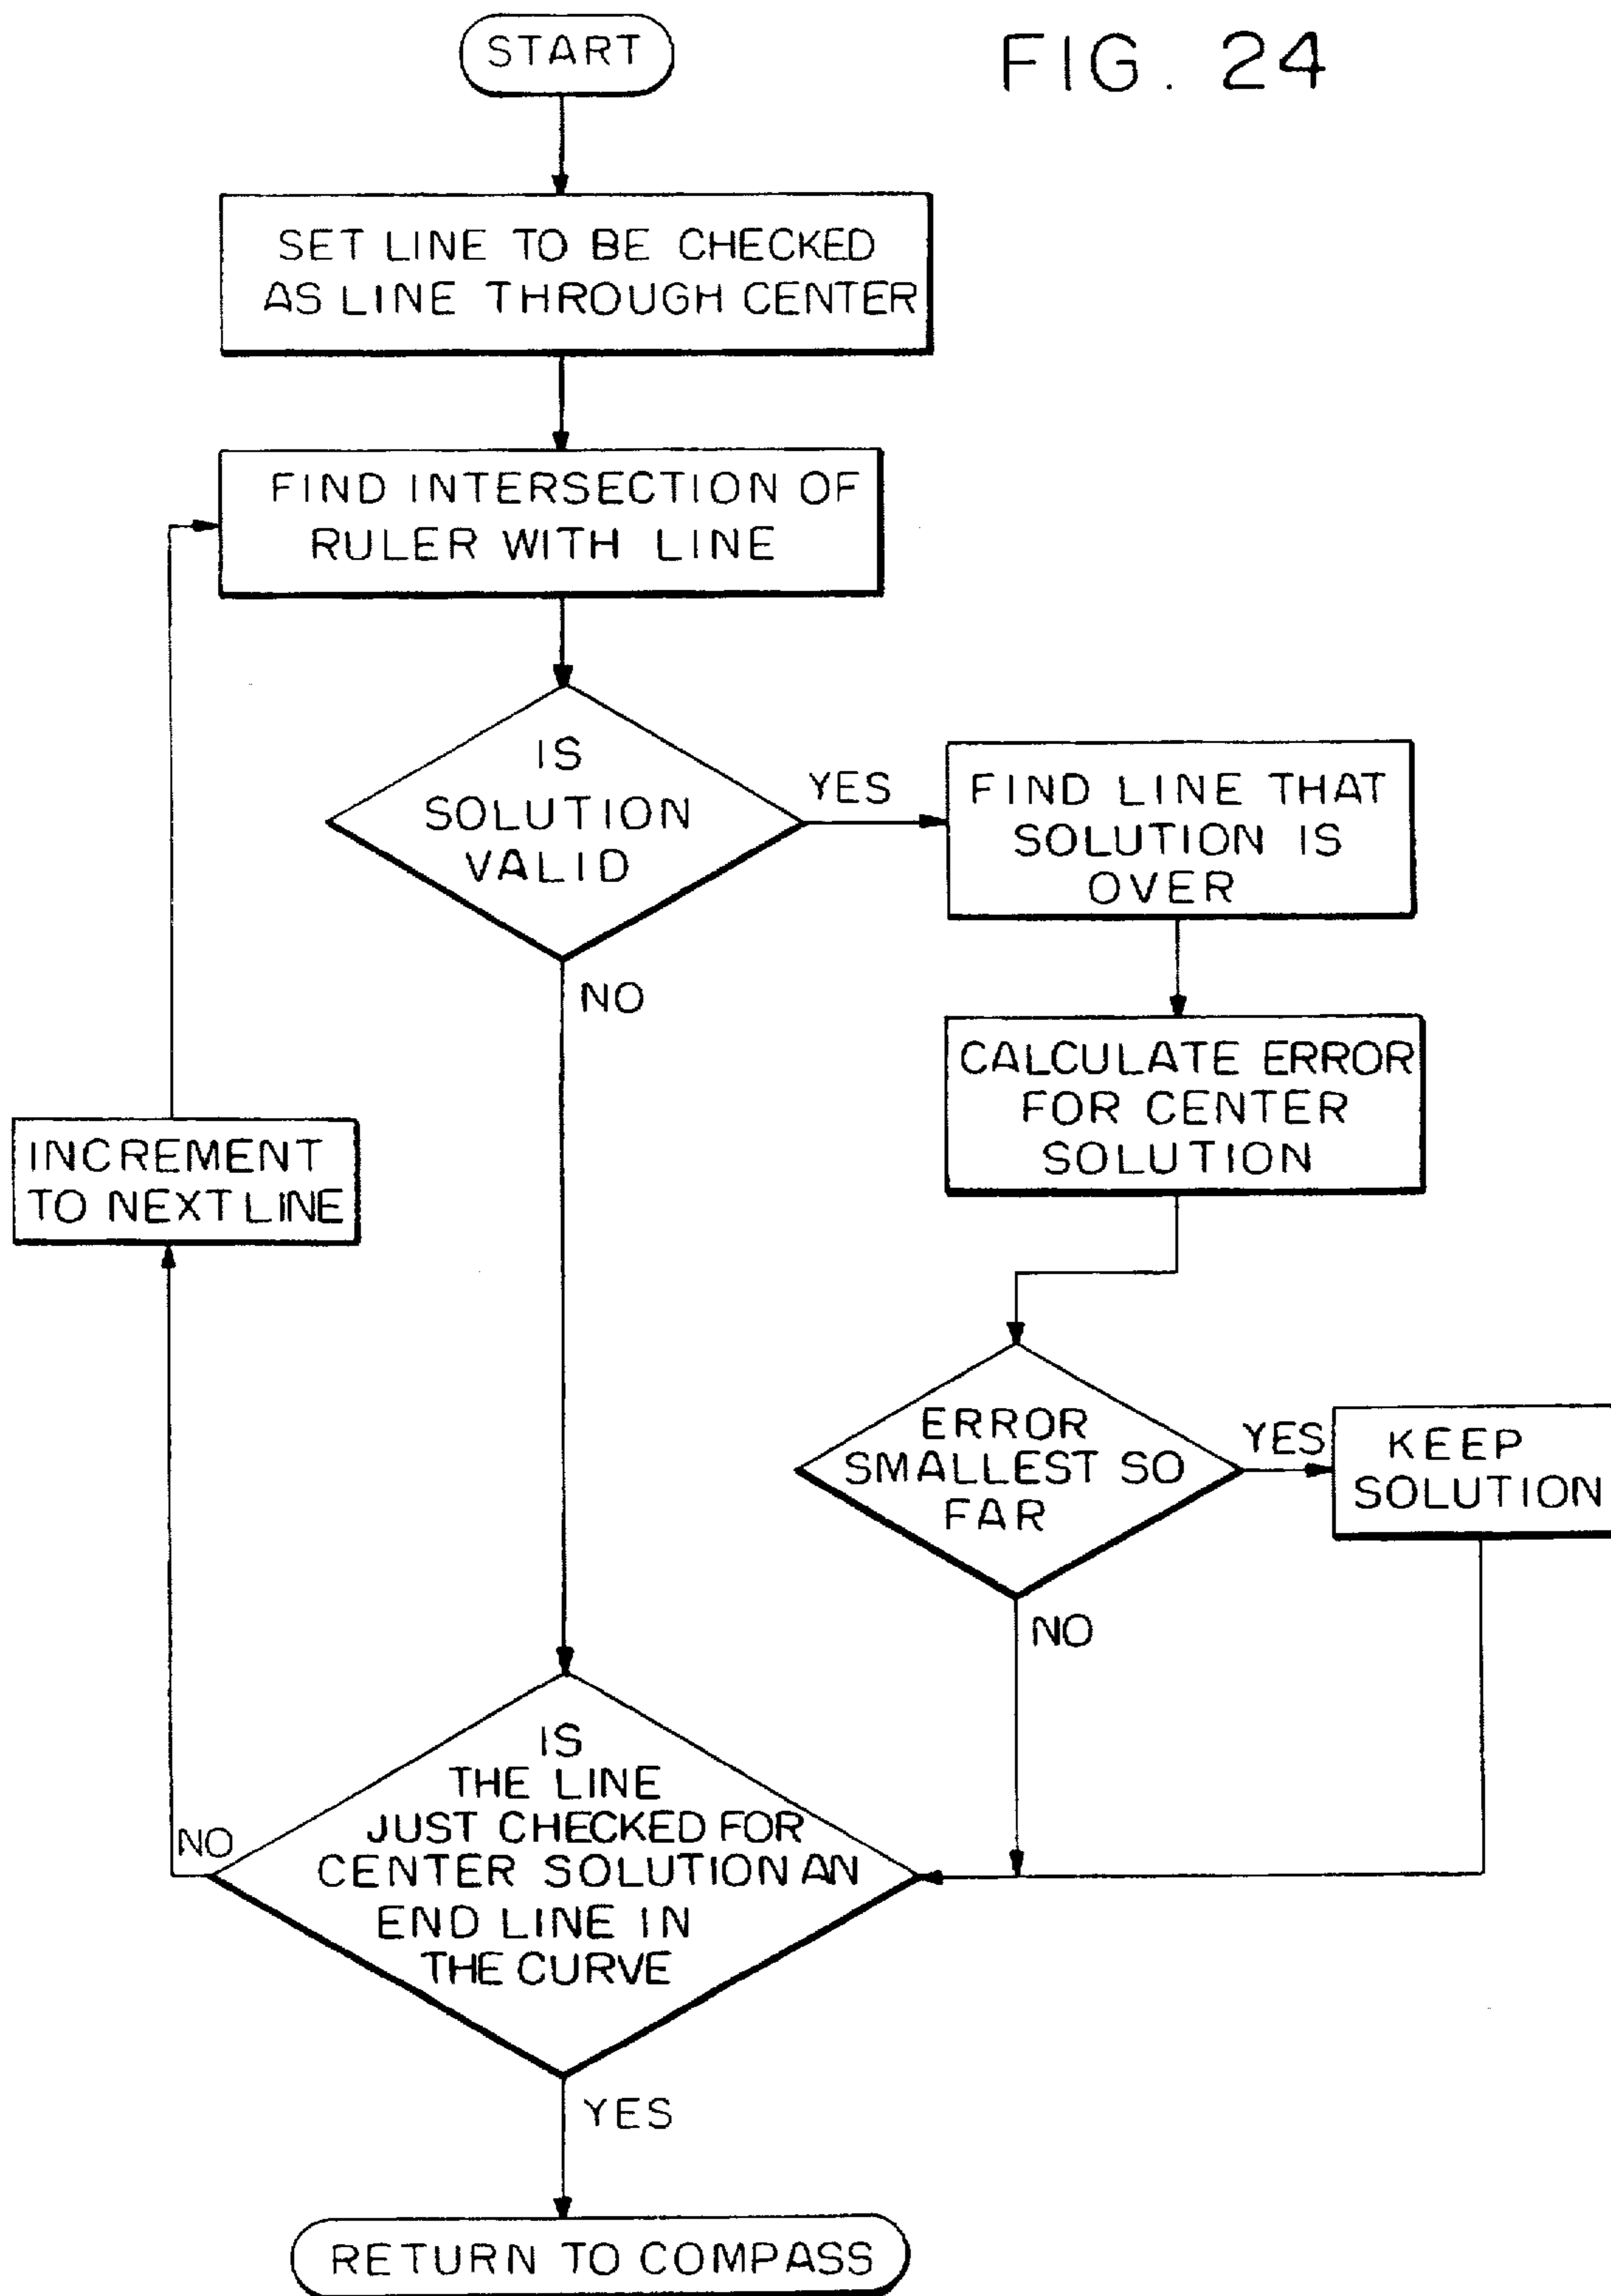 START
FIG. 24
SET LINE TO BE CHECKED
AS LINE THROUGH CENTER
FIND INTERSECTION OF
RULER WITH LINE
IS
SOLUTION
VALID
YES
FIND LINE THAT
SOLUTION IS
OVER
NO
CALCULATE ERROR
FOR CENTER
SOLUTION
INCREMENT
TO NEXT LINE
ERROR
SMALLEST SO
FAR
YES
KEEP
SOLUTION
NO
IS
THE LINE
JUST CHECKED FOR
CENTER SOLUTION AN
END LINE IN
THE CURVE
NO
YES
RETURN TO COMPASS